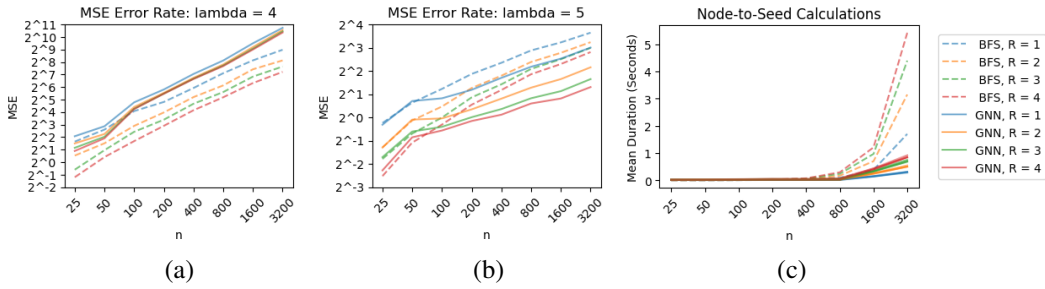 MSE Error Rate: lambda = 4
2^11
2^10
2^9
2^8
2^7
2^6
2^5
2^4
2^3
2^2
2^1
2^0
2^-1
2^-2
MSE
25
50
100
200
400
800
1600
3200
n
(a)
MSE Error Rate: lambda = 5
2^4
2^3
2^2
2^1
2^0
2^-1
2^-2
2^-3
MSE
25
50
100
200
400
800
1600
3200
n
(b)
Node-to-Seed Calculations
5
4
3
2
1
0
Mean Duration (Seconds)
25
50
100
200
400
800
1600
3200
n
(c)
BFS, R = 1
BFS, R = 2
BFS, R = 3
BFS, R = 4
GNN, R = 1
GNN, R = 2
GNN, R = 3
GNN, R = 4